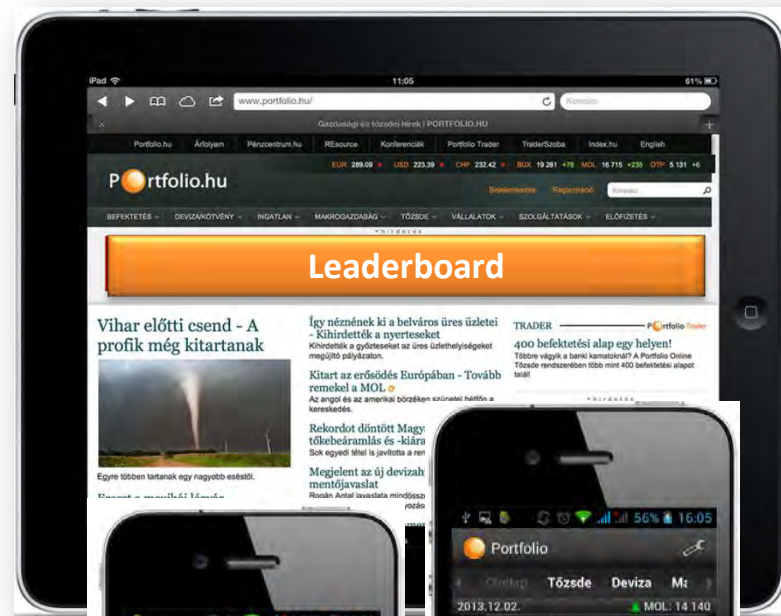 iPad 11:05 61%
www.portfolio.hu/ Keresés
Gazdasági és tőzsdei hírek | PORTFOLIO.HU
Portfolio.hu Árfolyam Pénzcentrum.hu REsource Konferenciák Portfolio Trader TraderSzoba Index.hu English
EUR 289.09 USD 223.39 CHF 232.42 BUX 19 261 +76 MOL 16 715 +235 OTP 5 131 +6
Portfolio.hu
Bejelentkezés Regisztráció Keresés
BEFEKTETÉS DEVIZA/KÖTVÉNY INGATLAN MAKROGAZDASÁG TŐZSDE VÁLLALATOK SZOLGÁLTATÁSOK ELŐFIZETÉS
hirdetés
Leaderboard
Vihar előtti csend - A
profik még kitartanak
Egyre többen tartanak egy nagyobb eséstől.
Így néznének ki a belváros üres üzletei
- Kihirdették a nyerteseket
Kihirdették a győzteseket az üres üzlethelyiségeket
megújító pályázaton.
Kitart az erősödés Európában - Tovább
remekel a MOL
Az angol és az amerikai börzéken szünetel hétfőn a
kereskedés.
Rekordot döntött Magy
tőkebeáramlás és -kiára
Sok egyedi tétel is javította a ren
Megjelent az új devizah
mentőjavaslat
Rogán Antal javaslata mindössz
TRADER Portfolio Trader
400 befektetési alap egy helyen!
Többre vágyik a banki kamatoknál? A Portfolio Online
Tőzsde rendszerében több mint 400 befektetési alapot
talál!
hirdetés
56% 16:05
Portfolio
Címlap Tőzsde Deviza Ma
2013.12.02. MOL: 14 140